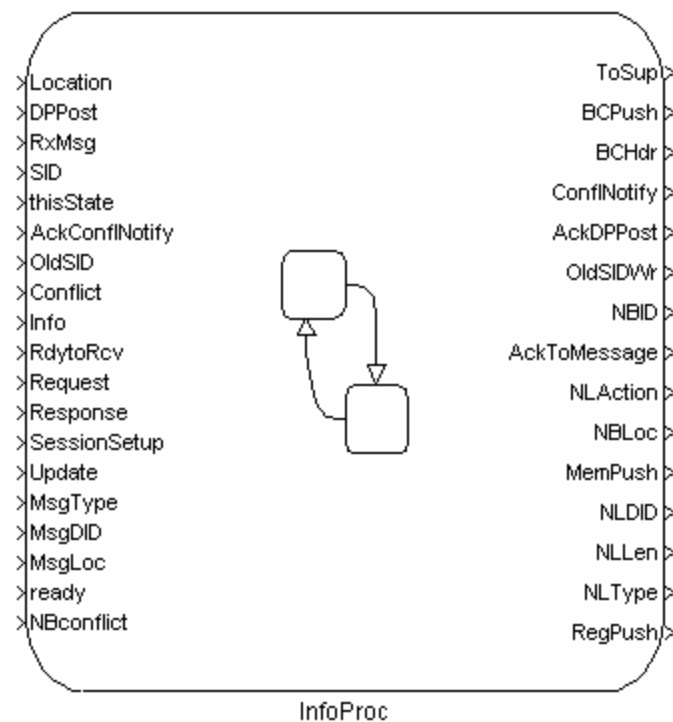 Location
DPPost
RxMsg
SID
thisState
AckConflNotify
OldSID
Conflict
Info
RdytoRcv
Request
Response
SessionSetup
Update
MsgType
MsgDID
MsgLoc
ready
NBconflict
ToSup
BCPush
BCHdr
ConflNotify
AckDPPost
OldSIDWr
NBID
AckToMessage
NLAction
NBLoc
MemPush
NLDID
NLLen
NLType
RegPush
InfoProc